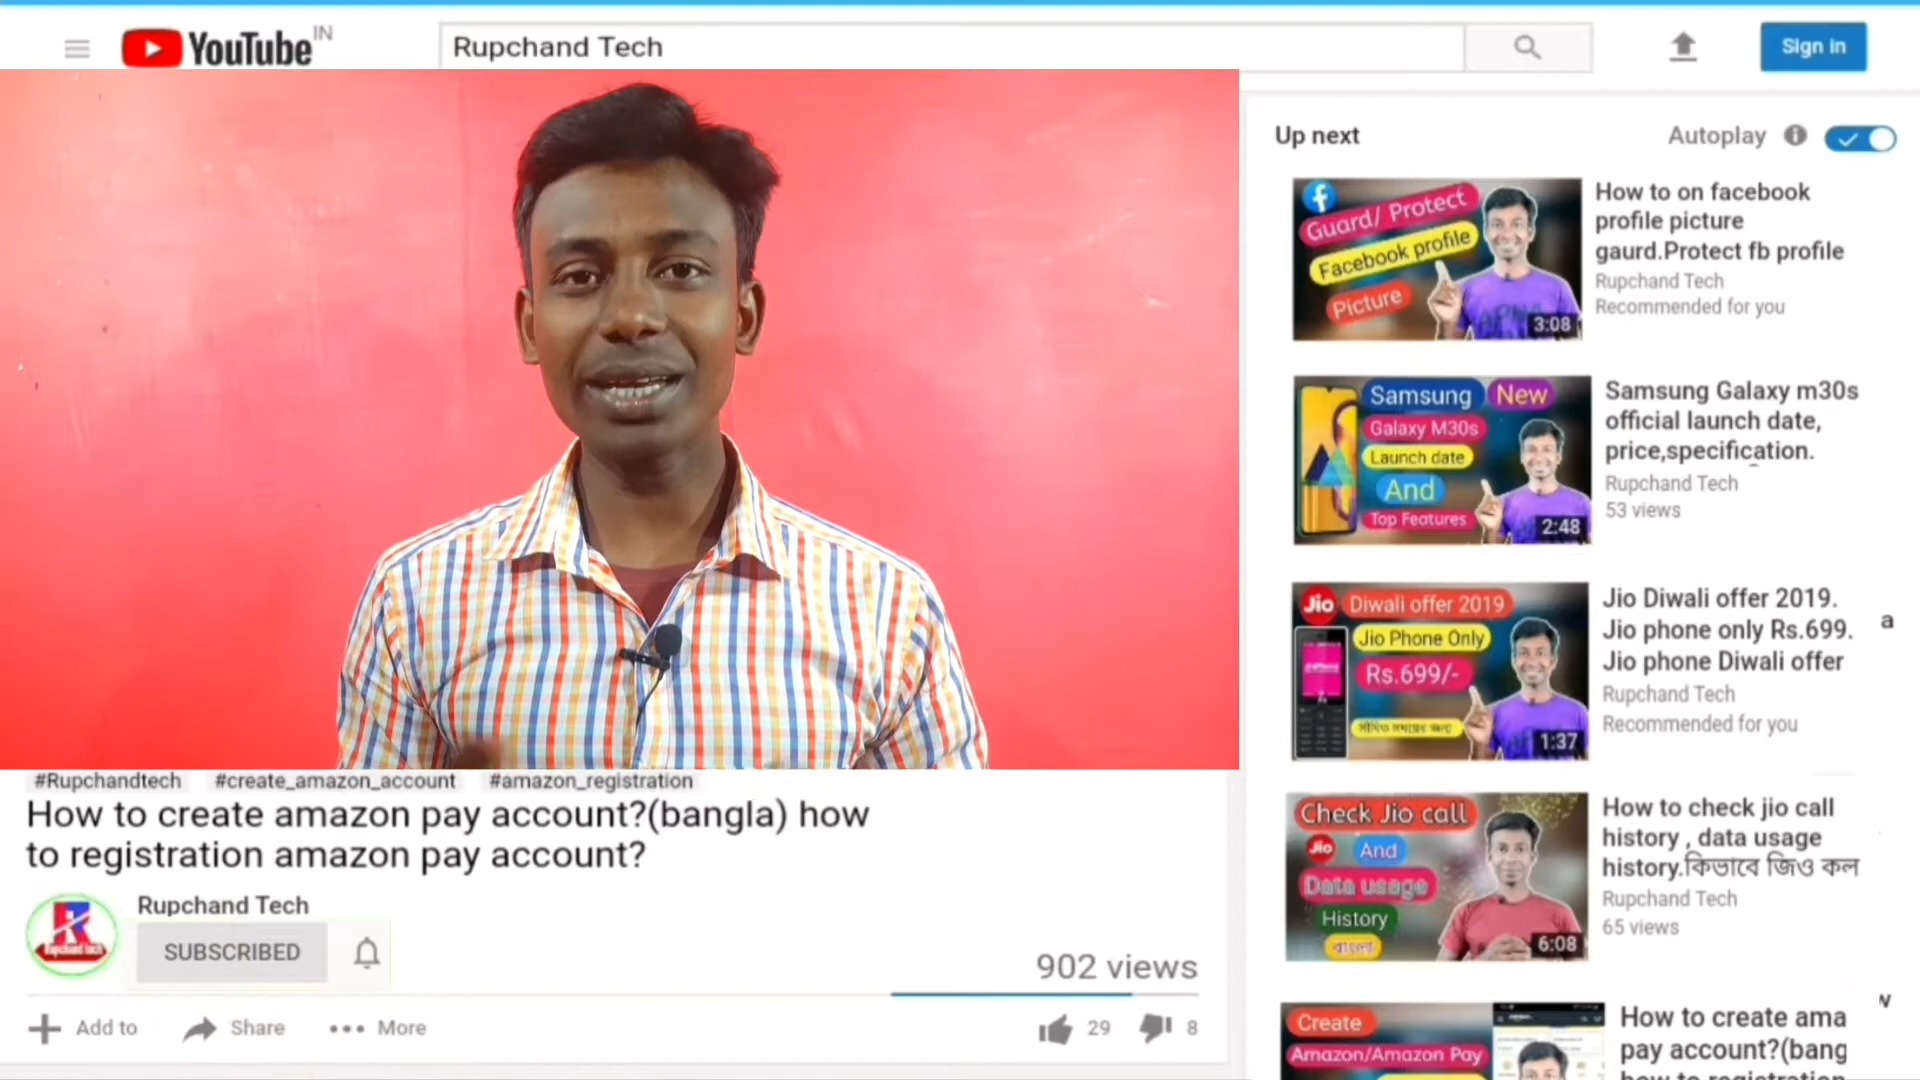 YouTube IN
Rupchand Tech
Sign in
Up next
Autoplay
Guard/ Protect
Facebook profile
Picture
3:08
How to on facebook
profile picture
gaurd.Protect fb profile
Rupchand Tech
Recommended for you
Samsung New
Galaxy M30s
Launch date
And
Top Features
2:48
Samsung Galaxy m30s
official launch date,
price,specification.
Rupchand Tech
53 views
Jio Diwali offer 2019
Jio Phone Only
Rs.699/-
সীমিত সময়ের জন্য
1:37
Jio Diwali offer 2019.
Jio phone only Rs.699.
Jio phone Diwali offer
Rupchand Tech
Recommended for you
a
Check Jio call
Jio And
Data usage
History
বাংলা
6:08
How to check jio call
history , data usage
history.কিভাবে জিও কল
Rupchand Tech
65 views
Create
Amazon/Amazon Pay
How to create ama
pay account?(bang
how to registration
w
#Rupchandtech #create_amazon_account #amazon_registration
How to create amazon pay account?(bangla) how
to registration amazon pay account?
Rupchand Tech
Rupchand tech
SUBSCRIBED
902 views
Add to Share More
29 8